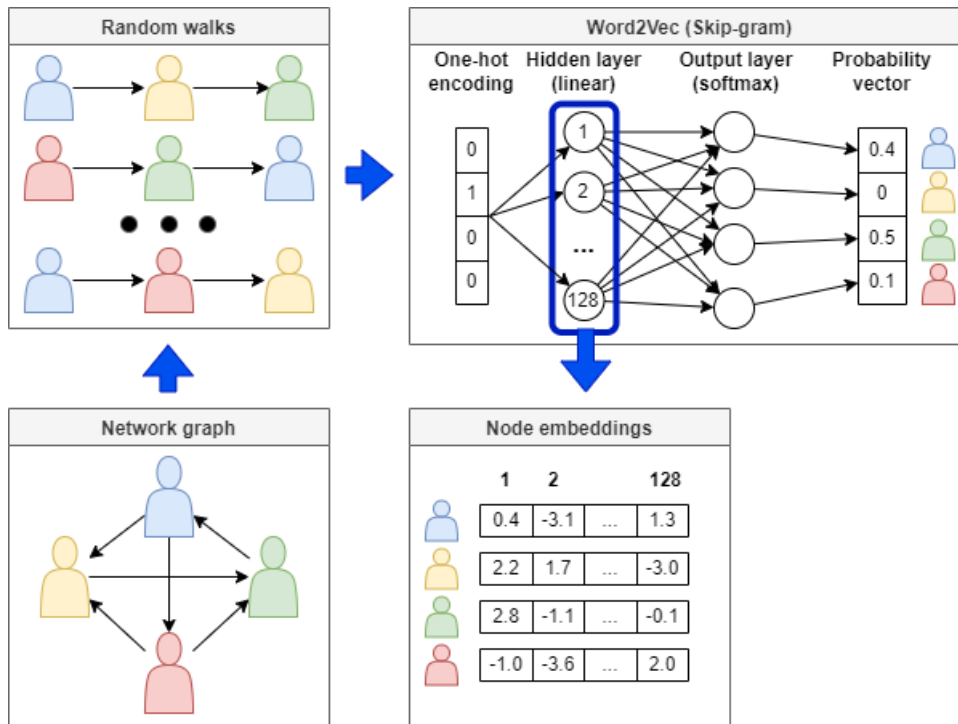 Random walks
Word2Vec (Skip-gram)
One-hot encoding
Hidden layer (linear)
Output layer (softmax)
Probability vector
0
1
0
0
1
2
...
128
0.4
0
0.5
0.1
Network graph
Node embeddings
1 2 128
0.4 -3.1 ... 1.3
2.2 1.7 ... -3.0
2.8 -1.1 ... -0.1
-1.0 -3.6 ... 2.0